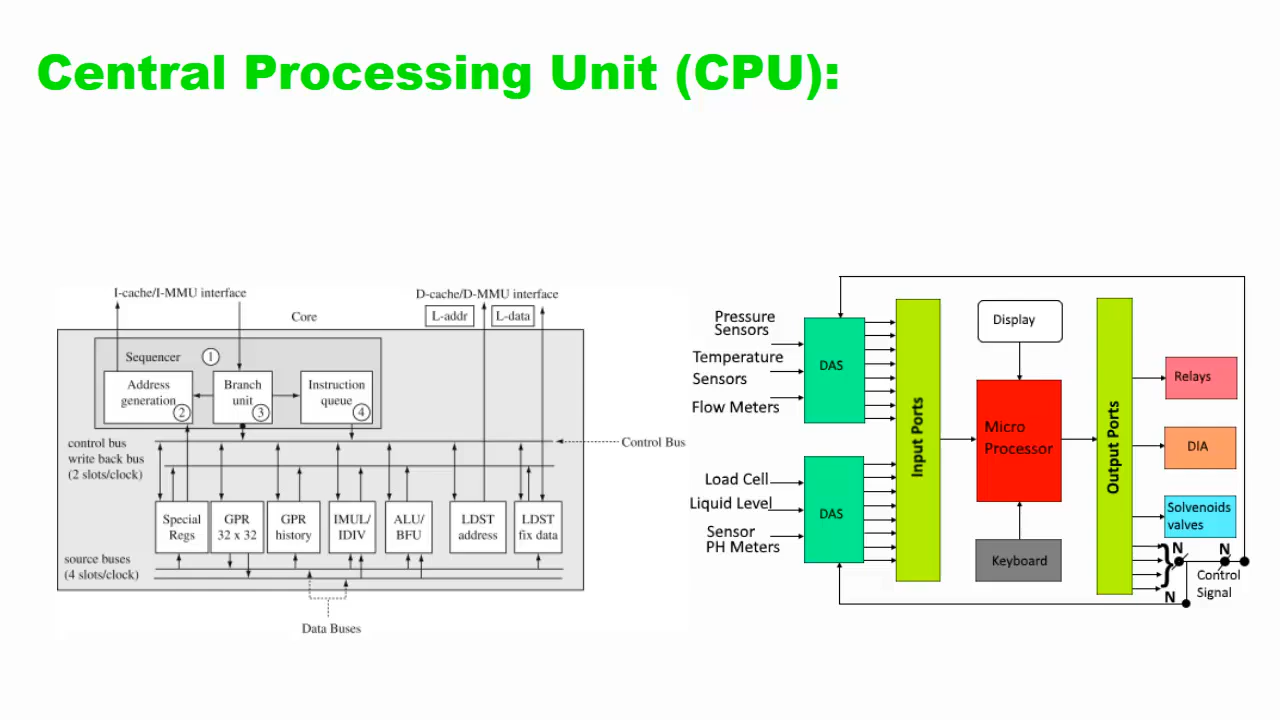 Central Processing Unit (CPU):
I-cache/I-MMU interface
D-cache/D-MMU interface
Core
L-addr
L-data
Sequencer
1
Address
generation
2
Branch
unit
3
Instruction
queue
4
control bus
write back bus
(2 slots/clock)
Control Bus
Special
Regs
GPR
32 x 32
GPR
history
IMUL/
IDIV
ALU/
BFU
LDST
address
LDST
fix data
source buses
(4 slots/clock)
Data Buses
Pressure
Sensors
Temperature
Sensors
Flow Meters
DAS
Load Cell
Liquid Level
Sensor
PH Meters
DAS
Input Ports
Display
Micro
Processor
Keyboard
Output Ports
Relays
DIA
Solvenoids
valves
N
N
}
Control
Signal
N